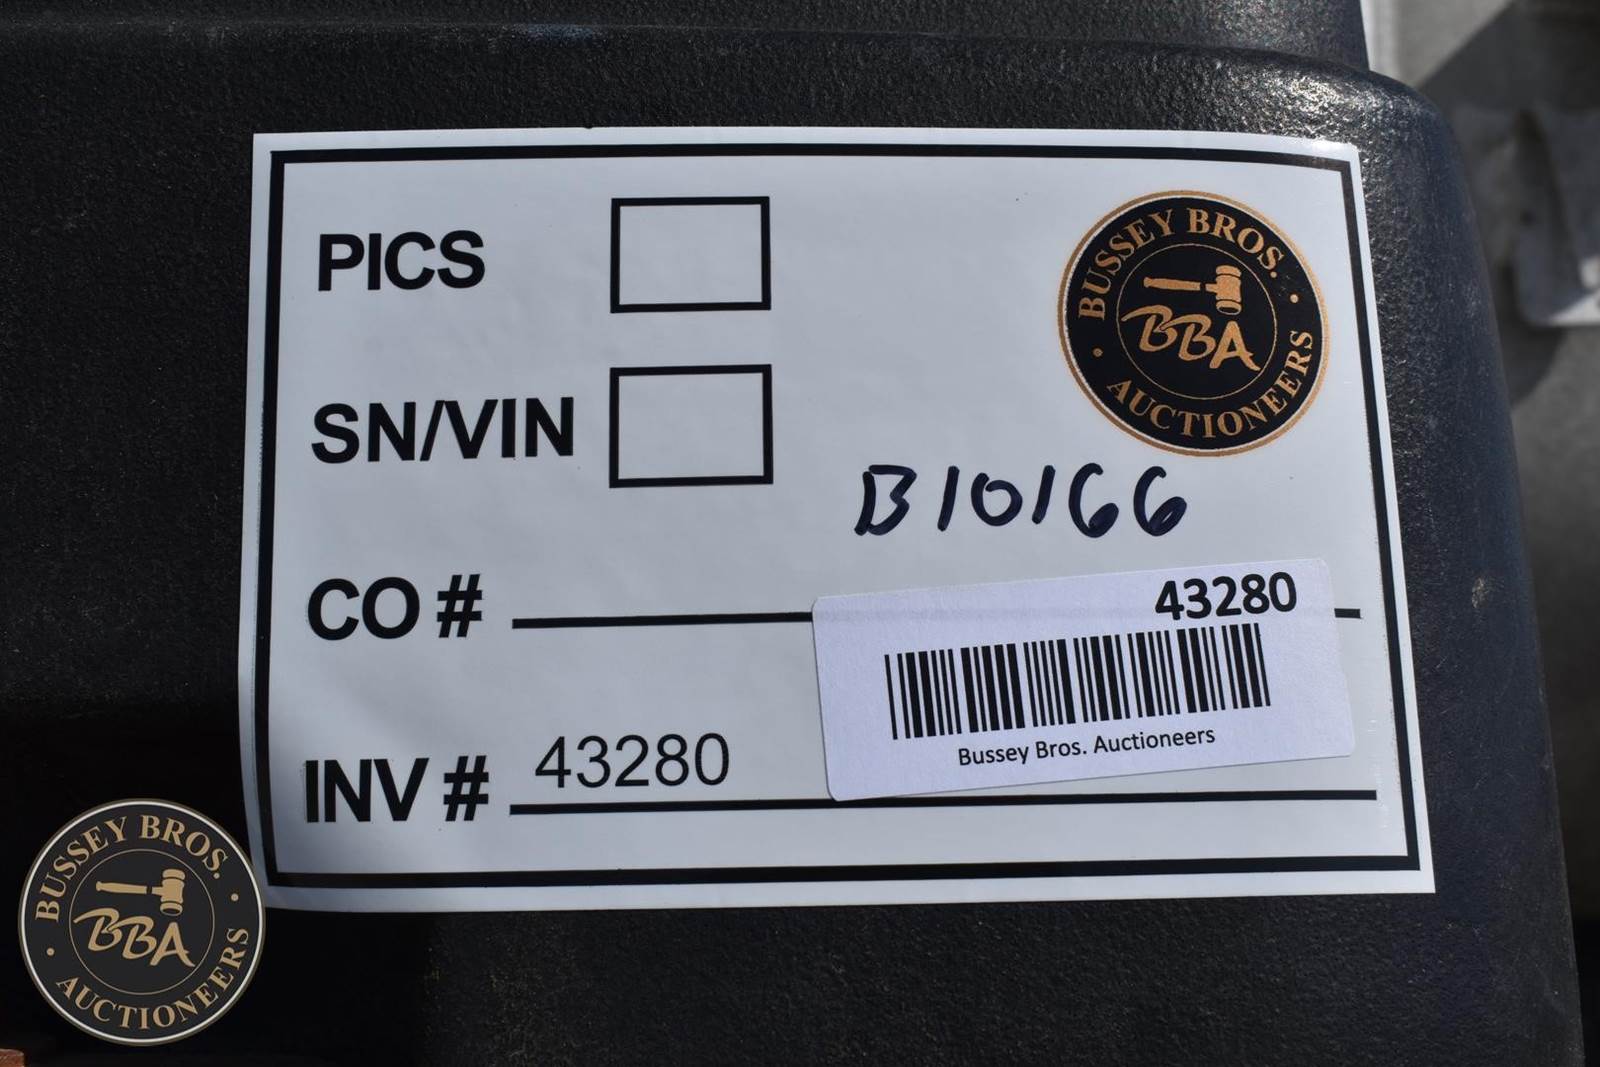 PICS
BUSSEY BROS.
BBA
AUCTIONEERS
SN/VIN
B10166
CO #
43280
Bussey Bros. Auctioneers
INV # 43280
BUSSEY BROS.
BBA
AUCTIONEERS